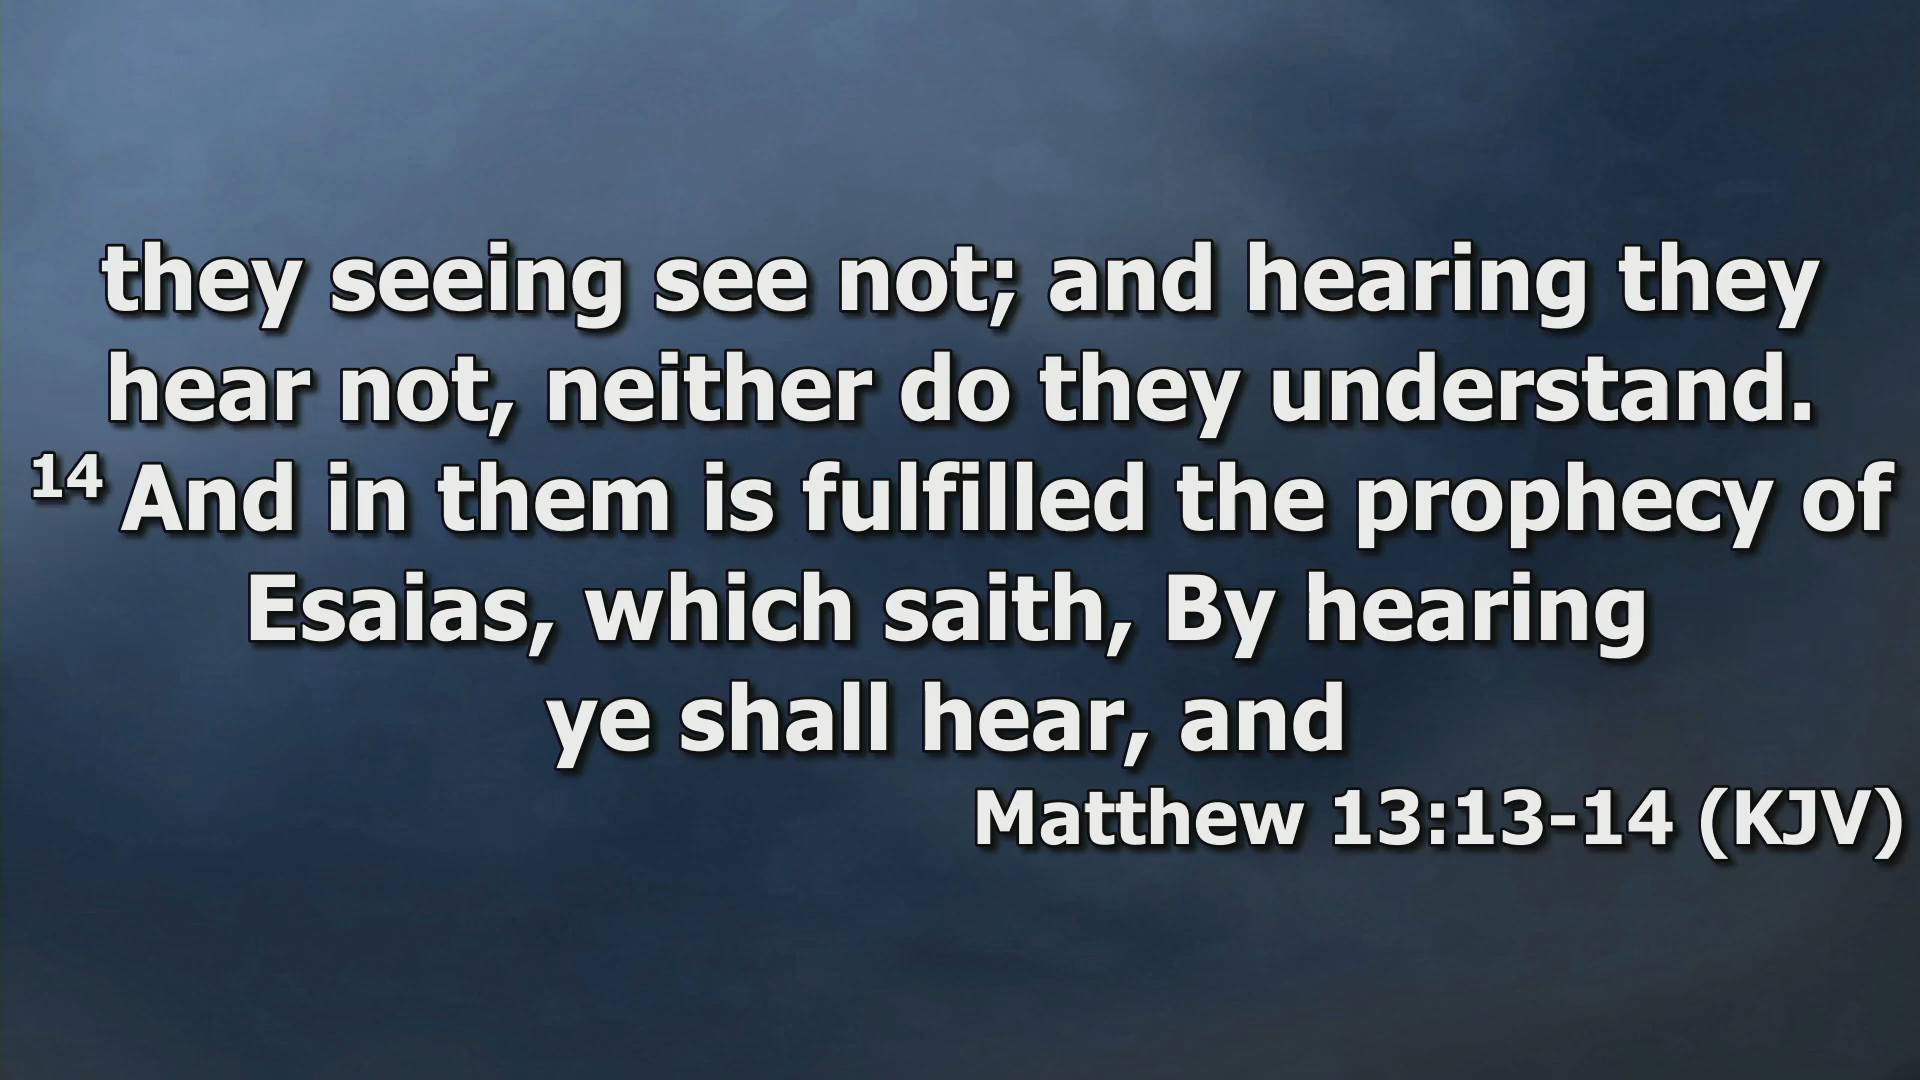 they seeing see not; and hearing they
hear not, neither do they understand.
14 And in them is fulfilled the prophecy of
Esaias, which saith, By hearing
ye shall hear, and
Matthew 13:13-14 (KJV)